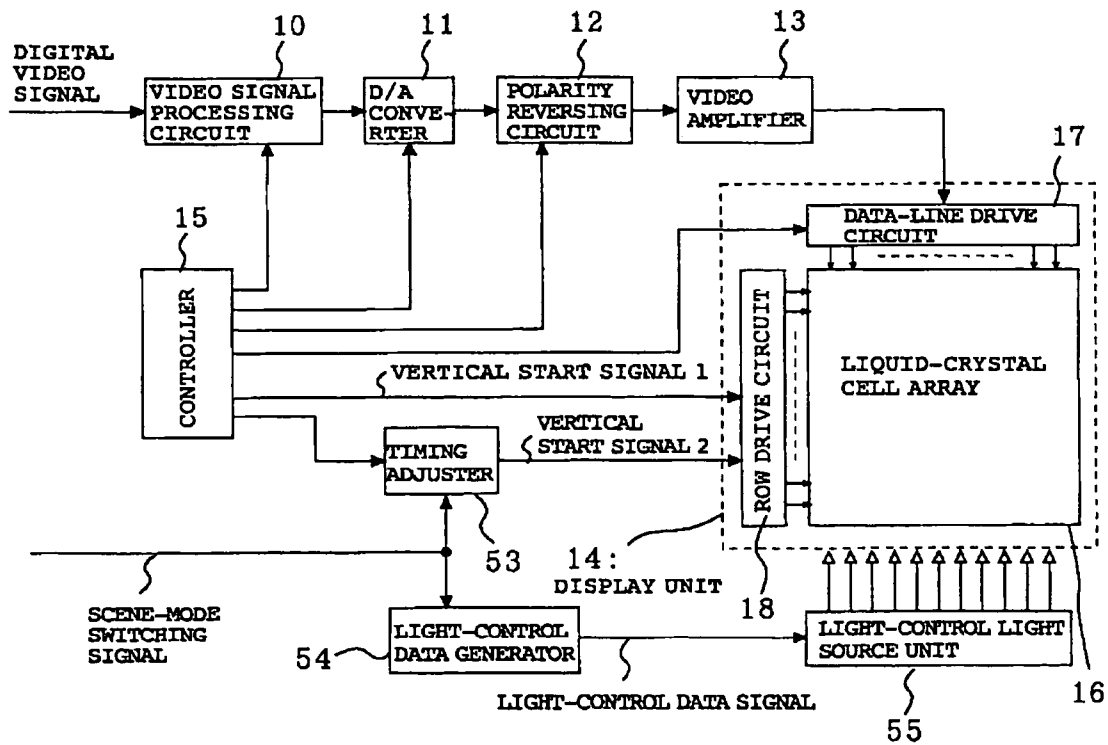 10
11
12
13
DIGITAL
VIDEO
SIGNAL
VIDEO SIGNAL
PROCESSING
CIRCUIT
D/A
CONVE-
RTER
POLARITY
REVERSING
CIRCUIT
VIDEO
AMPLIFIER
17
DATA-LINE DRIVE
CIRCUIT
15
CONTROLLER
ROW DRIVE CIRCUIT
LIQUID-CRYSTAL
CELL ARRAY
VERTICAL START SIGNAL 1
VERTICAL
START SIGNAL 2
TIMING
ADJUSTER
53
14:
DISPLAY UNIT
18
SCENE-MODE
SWITCHING
SIGNAL
54
LIGHT-CONTROL
DATA GENERATOR
LIGHT-CONTROL LIGHT
SOURCE UNIT
16
LIGHT-CONTROL DATA SIGNAL
55